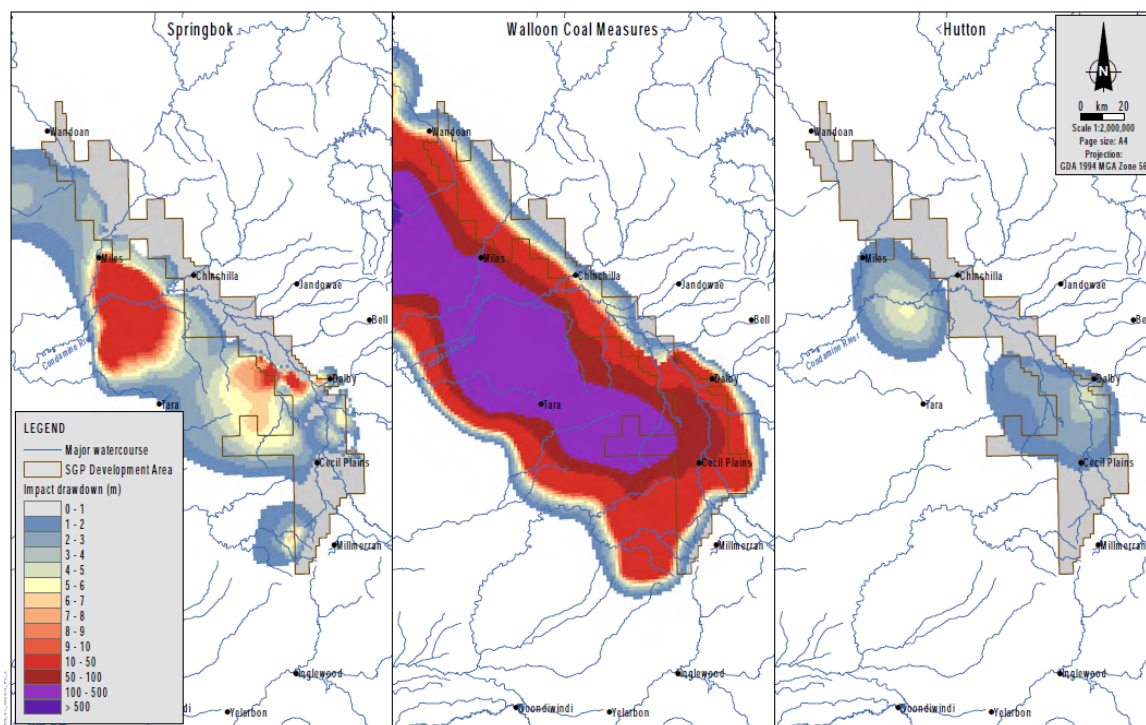 Springbok
Wandoan
Miles
Chinchilla
Jandowae
Bell
Condamine River
Dalby
Tara
Cecil Plains
Millmerran
Inglewood
Yelarbon
LEGEND
Major watercourse
SGP Development Area
Impact drawdown (m)
0 - 1
1 - 2
2 - 3
3 - 4
4 - 5
5 - 6
6 - 7
7 - 8
8 - 9
9 - 10
10 - 50
50 - 100
100 - 500
> 500
Walloon Coal Measures
Wandoan
Miles
Chinchilla
Jandowae
Bell
Condamine River
Dalby
Tara
Cecil Plains
Millmerran
Inglewood
Goondiwindi
Yelarbon
Hutton
Wandoan
Miles
Chinchilla
Jandowae
Be
Condamine River
Dalby
Tara
Cecil Plains
Millmerran
Inglewood
Goondiwindi
Yelarbon
N
0 km 20
Scale 1:2,000,000
Page size: A4
Projection:
GDA 1994 MGA Zone 56